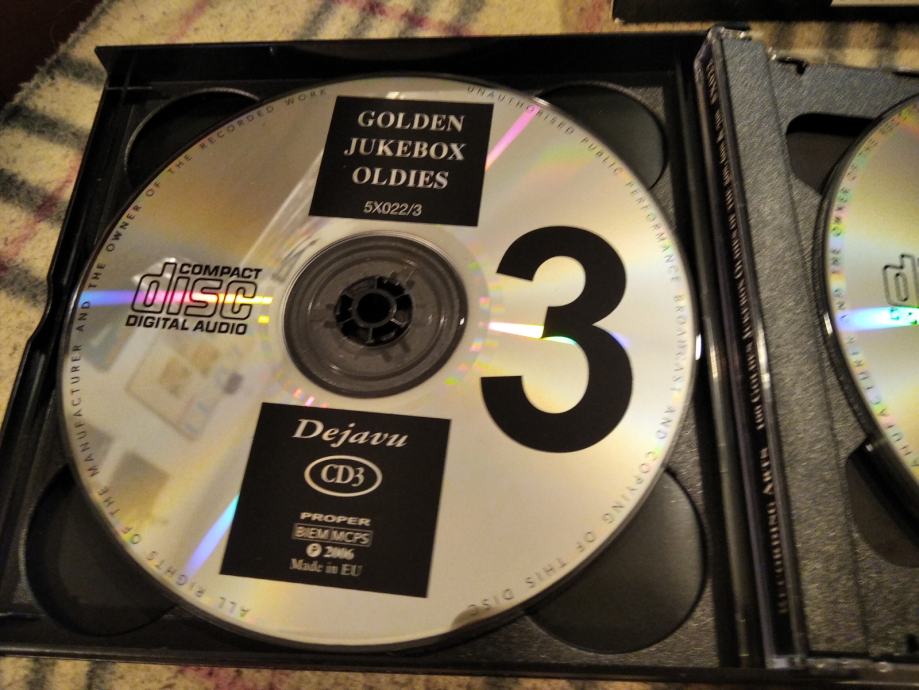 GOLDEN
JUKEBOX
OLDIES
5X022/3
COMPACT
disc
DIGITAL AUDIO
3
Dejavu
CD3
PROPER
BIEM MCPS
℗ 2006
Made in EU
ALL RIGHTS OF THE MANUFACTURER AND THE OWNER OF THE RECORDED WORK
UNAUTHORISED PUBLIC PERFORMANCE BROADCAST AND COPYING OF THIS DISC